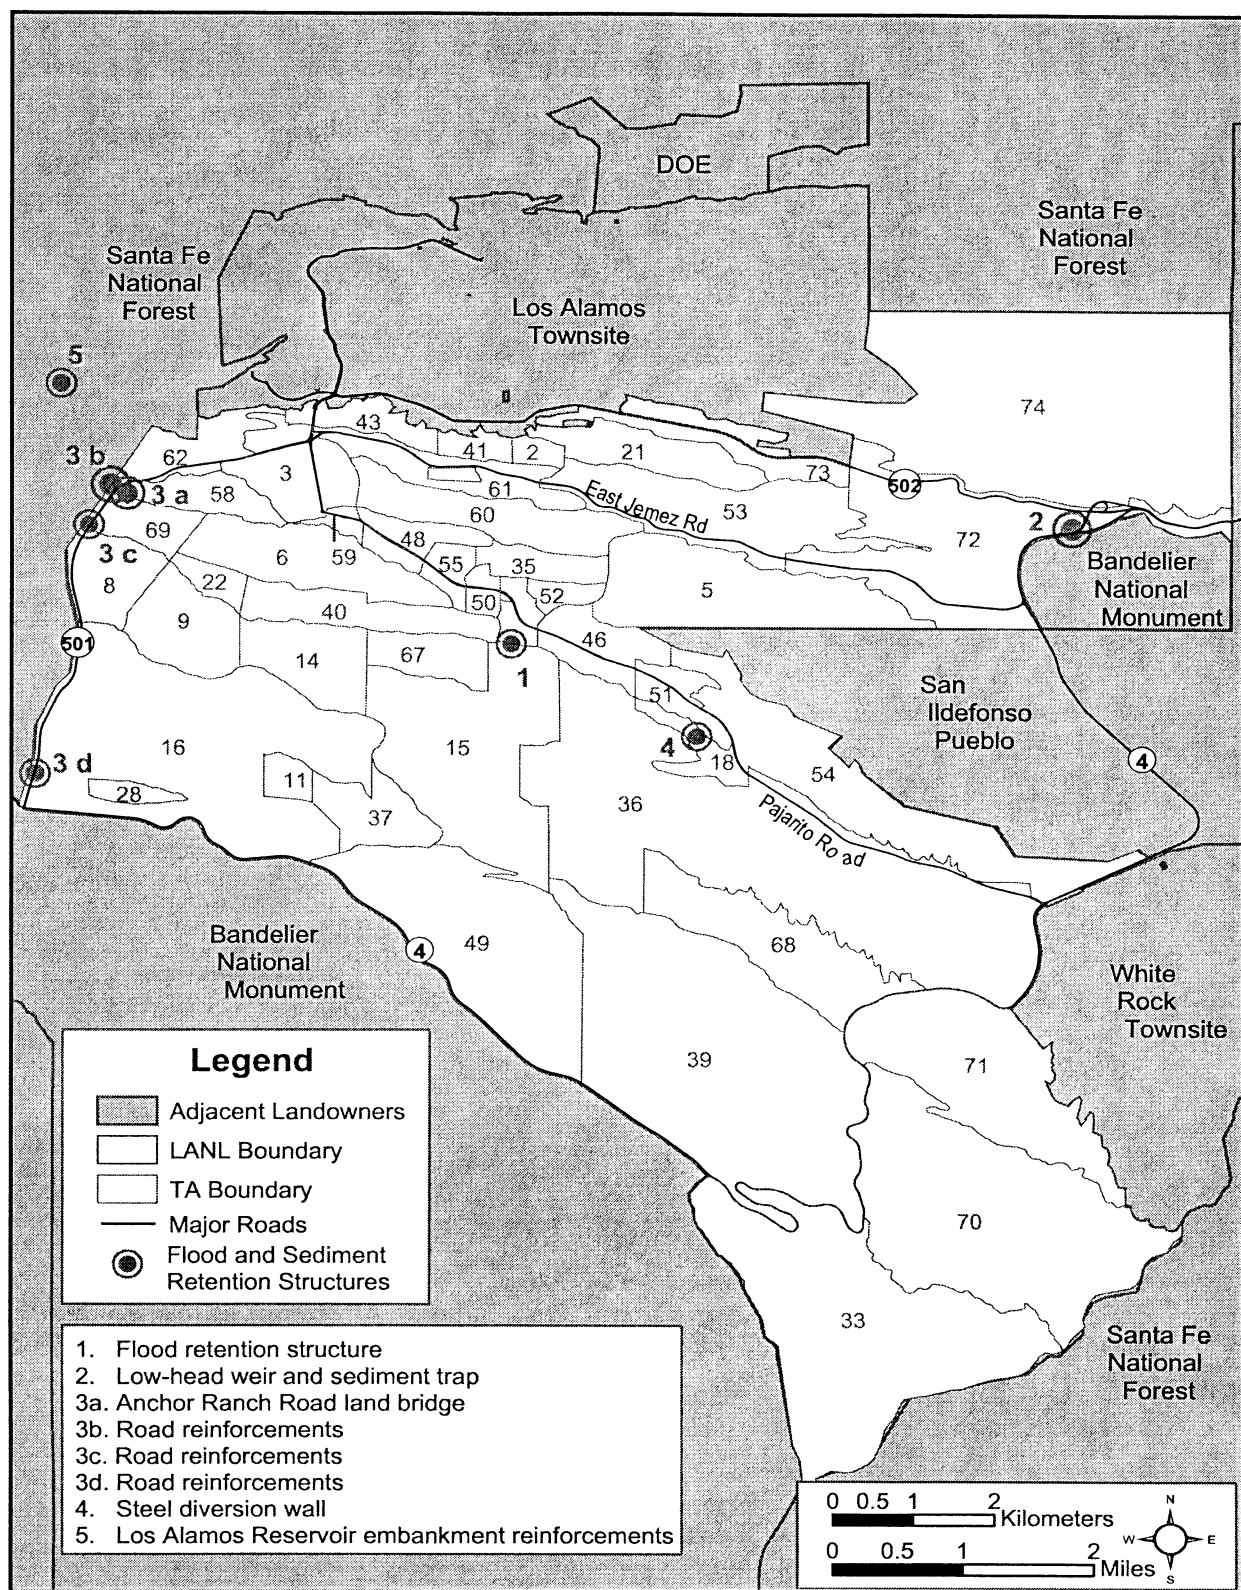 DOE
Santa Fe
National
Forest
Santa Fe
National
Forest
Los Alamos
Townsite
5
74
43
3 b
62
41
2
21
3
73
502
58
3 a
61
East Jemez Rd
53
69
60
2
72
3 c
6
59
48
55
35
Bandelier
National
Monument
8
22
52
5
50
9
40
501
46
14
67
1
51
San
Ildefonso
Pueblo
16
15
4
18
54
4
3 d
11
28
36
37
Pajarito Ro ad
Bandelier
National
Monument
4
49
68
White
Rock
Townsite
39
71
Legend
Adjacent Landowners
LANL Boundary
TA Boundary
Major Roads
Flood and Sediment
Retention Structures
70
33
Santa Fe
National
Forest
1. Flood retention structure
2. Low-head weir and sediment trap
3a. Anchor Ranch Road land bridge
3b. Road reinforcements
3c. Road reinforcements
3d. Road reinforcements
4. Steel diversion wall
5. Los Alamos Reservoir embankment reinforcements
0 0.5 1 2
Kilometers
0 0.5 1 2
Miles
N
W E
S